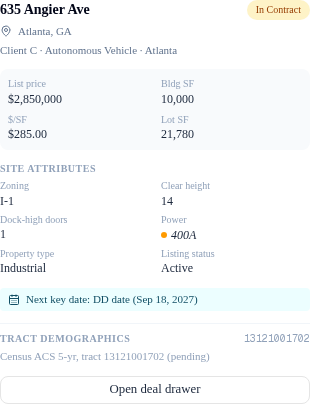 635 Angier Ave
In Contract
Atlanta, GA
Client C · Autonomous Vehicle · Atlanta
List price
Bldg SF
$2,850,000
10,000
$/SF
Lot SF
$285.00
21,780
SITE ATTRIBUTES
Zoning
Clear height
I-1
14
Dock-high doors
Power
1
400A
Property type
Listing status
Industrial
Active
Next key date: DD date (Sep 18, 2027)
TRACT DEMOGRAPHICS
13121001702
Census ACS 5-yr, tract 13121001702 (pending)
Open deal drawer